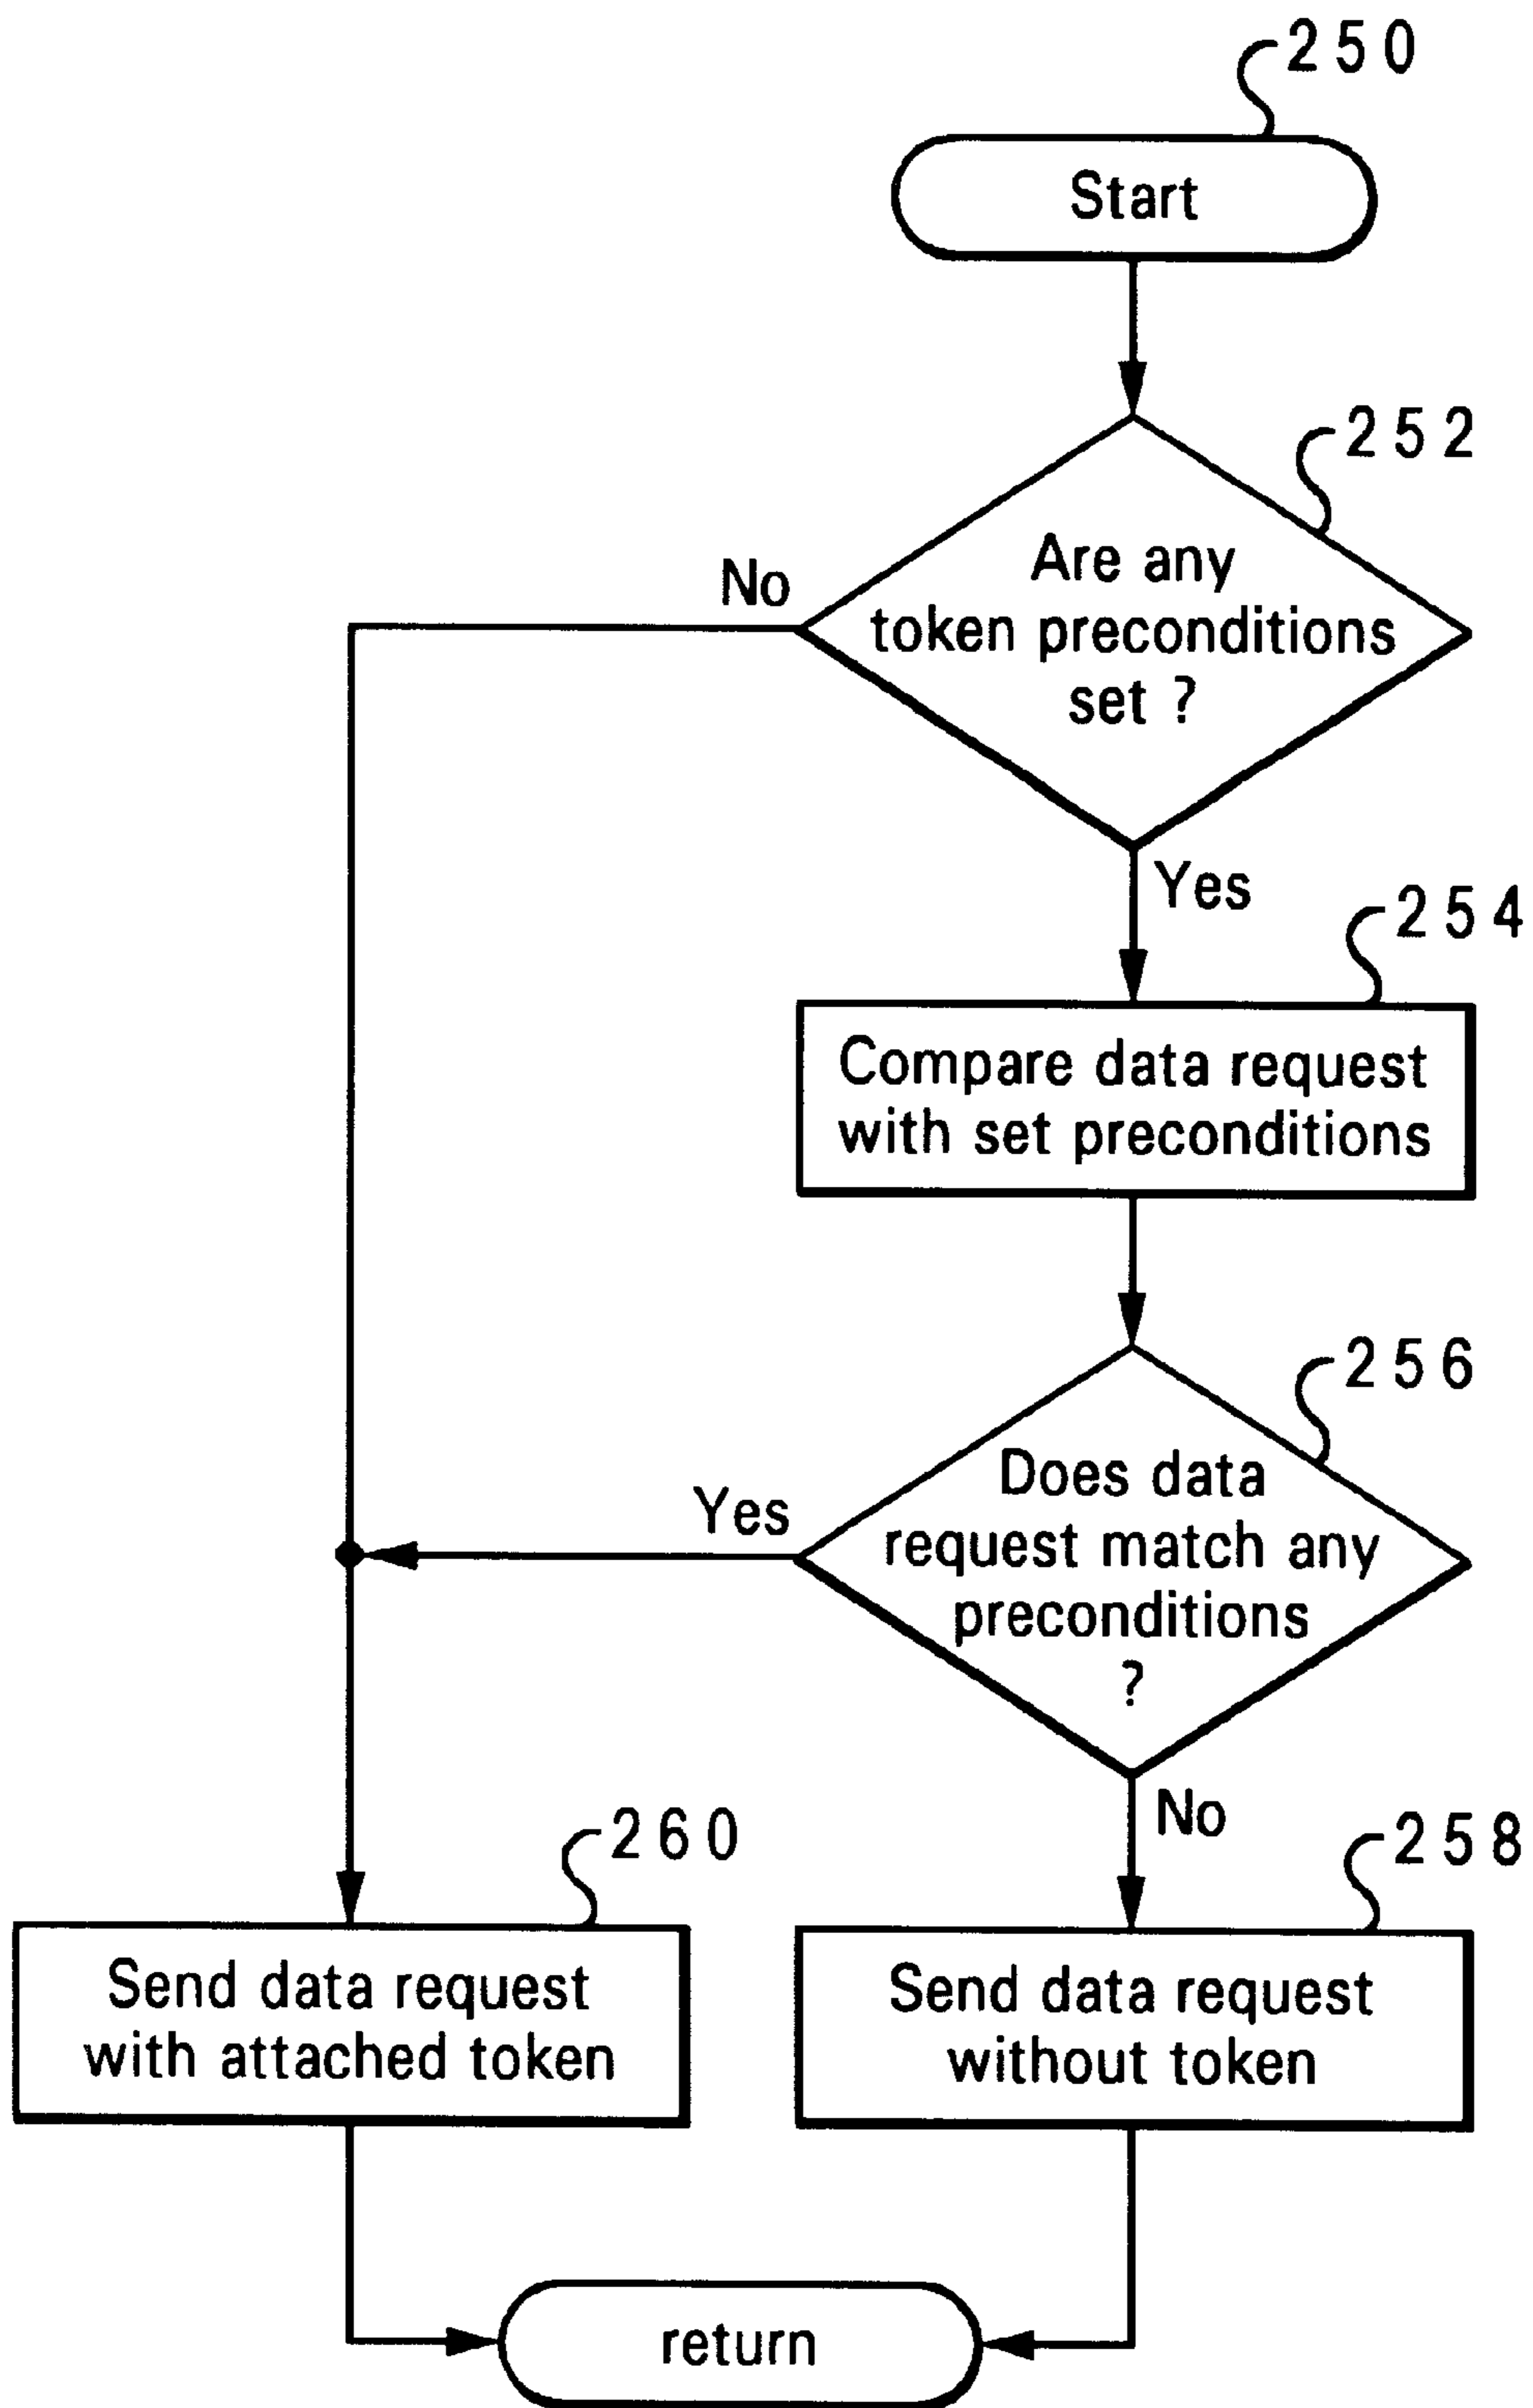 250
Start
252
No
Are any
token preconditions
set ?
Yes
254
Compare data request
with set preconditions
256
Yes
Does data
request match any
preconditions
?
No
260
258
Send data request
with attached token
Send data request
without token
return